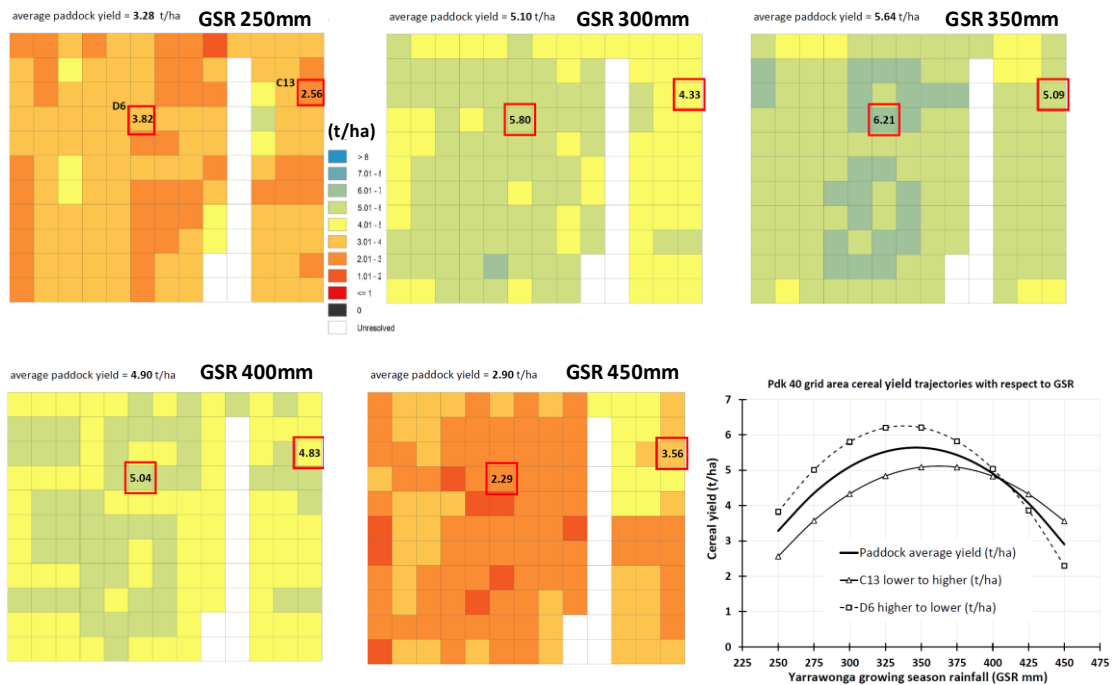 average paddock yield = 3.28 t/ha
GSR 250mm
C13
2.56
D6
3.82
average paddock yield = 5.10 t/ha
GSR 300mm
4.33
5.80
average paddock yield = 5.64 t/ha
GSR 350mm
5.09
6.21
(t/ha)
> 8
7.01 - 8
6.01 - 7
5.01 - 6
4.01 - 5
3.01 - 4
2.01 - 3
1.01 - 2
<= 1
0
Unresolved
average paddock yield = 4.90 t/ha
GSR 400mm
4.83
5.04
average paddock yield = 2.90 t/ha
GSR 450mm
3.56
2.29
Pdk 40 grid area cereal yield trajectories with respect to GSR
Cereal yield (t/ha)
7
6
5
4
3
2
1
0
Paddock average yield (t/ha)
C13 lower to higher (t/ha)
D6 higher to lower (t/ha)
225 250 275 300 325 350 375 400 425 450 475
Yarrawonga growing season rainfall (GSR mm)